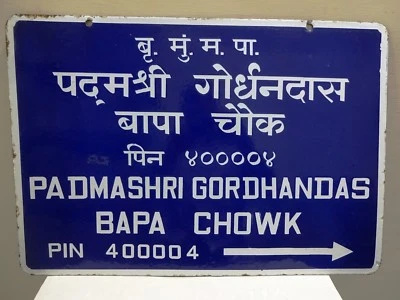 बृ. मुं. म. पा.
पद्मश्री गोर्धनदास
बापा चौक
पिन ४००००४
PADMASHRI GORDHANDAS
BAPA CHOWK
PIN 400004